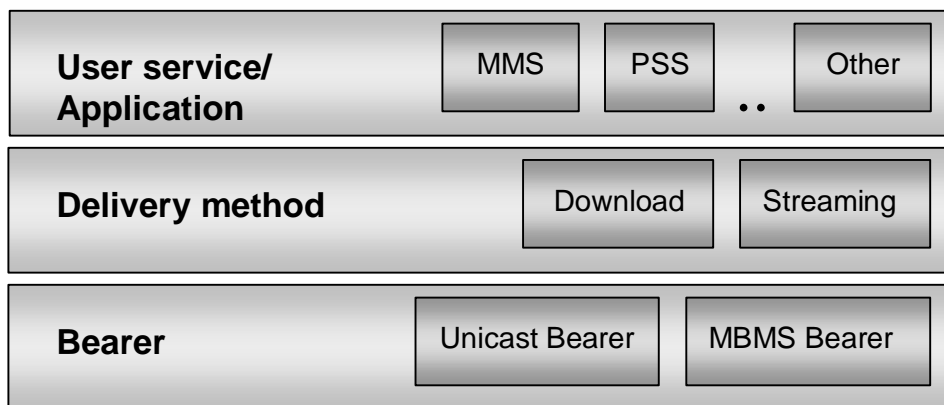 User service/
Application
MMS
PSS
..
Other
Delivery method
Download
Streaming
Bearer
Unicast Bearer
MBMS Bearer